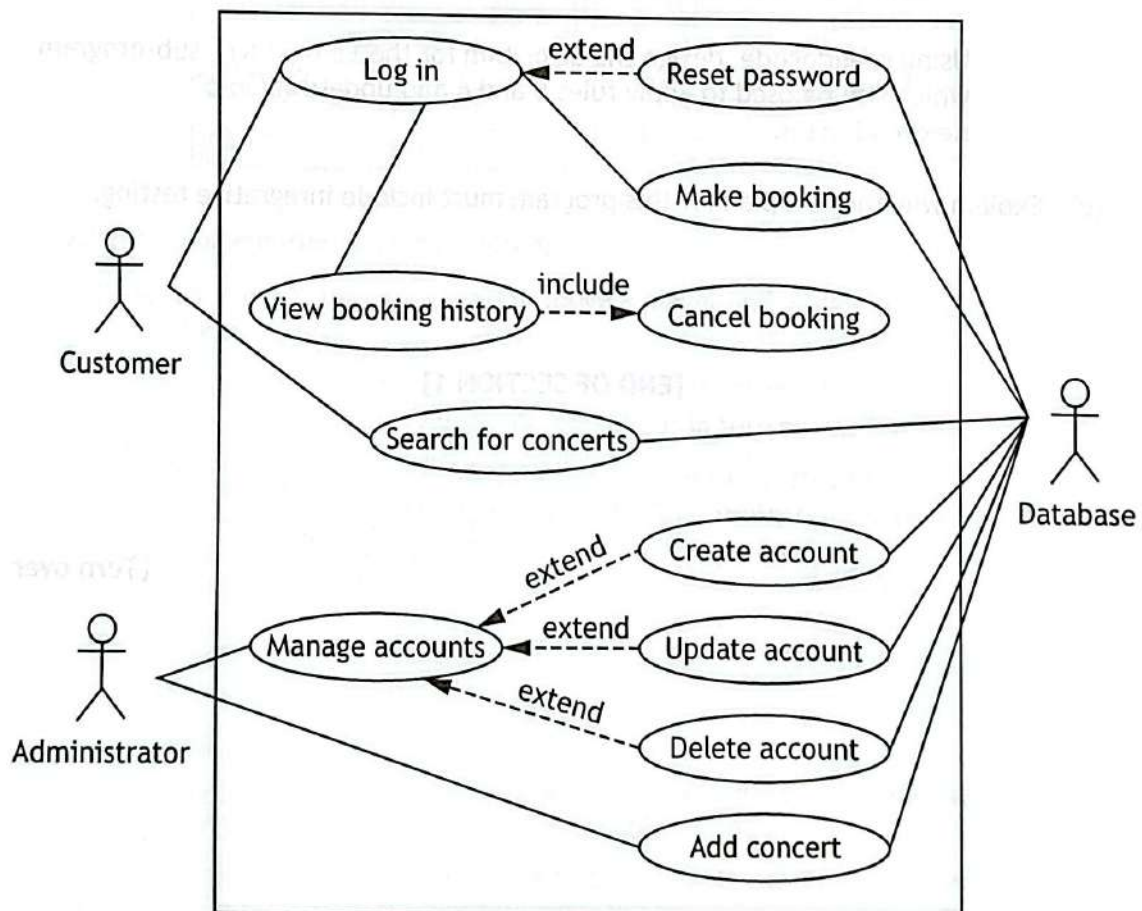 extend
Log in
Reset password
Make booking
include
View booking history
Cancel booking
Customer
Search for concerts
Database
Create account
extend
extend
Manage accounts
Update account
extend
Delete account
Administrator
Add concert